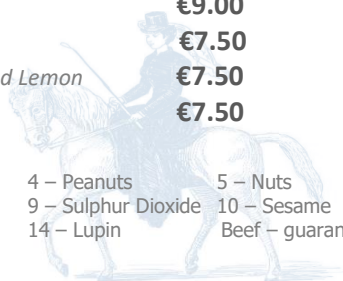 €9.00
€7.50
d Lemon €7.50
€7.50
4 – Peanuts 5 – Nuts
9 – Sulphur Dioxide 10 – Sesame
14 – Lupin Beef – guaran